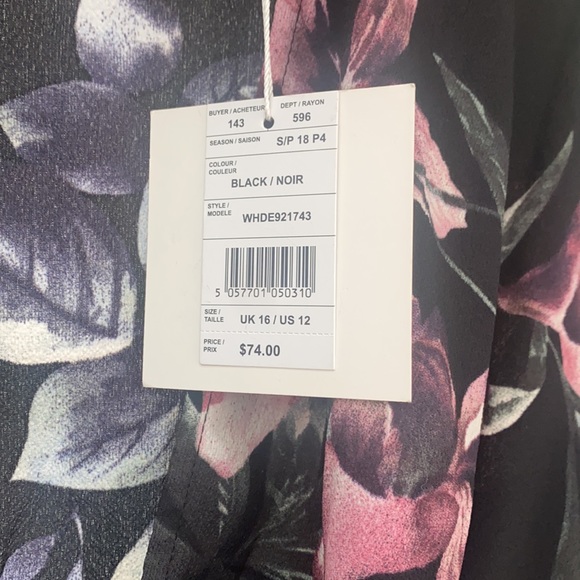 BUYER / ACHETEUR DEPT / RAYON
143 596
SEASON / SAISON S/P 18 P4
COLOUR /
COULEUR
BLACK / NOIR
STYLE /
MODELE WHDE921743
5 057701 050310
SIZE /
TAILLE UK 16 / US 12
PRICE /
PRIX $74.00